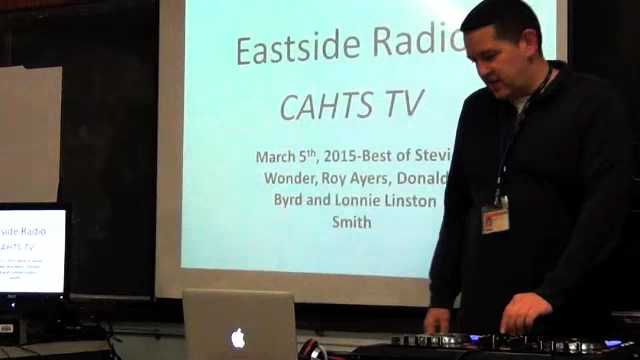 Eastside Radio
CAHTS TV
March 5th, 2015-Best of Stevi
Wonder, Roy Ayers, Donald
Byrd and Lonnie Linston
Smith
side Radio
CAHTS TV